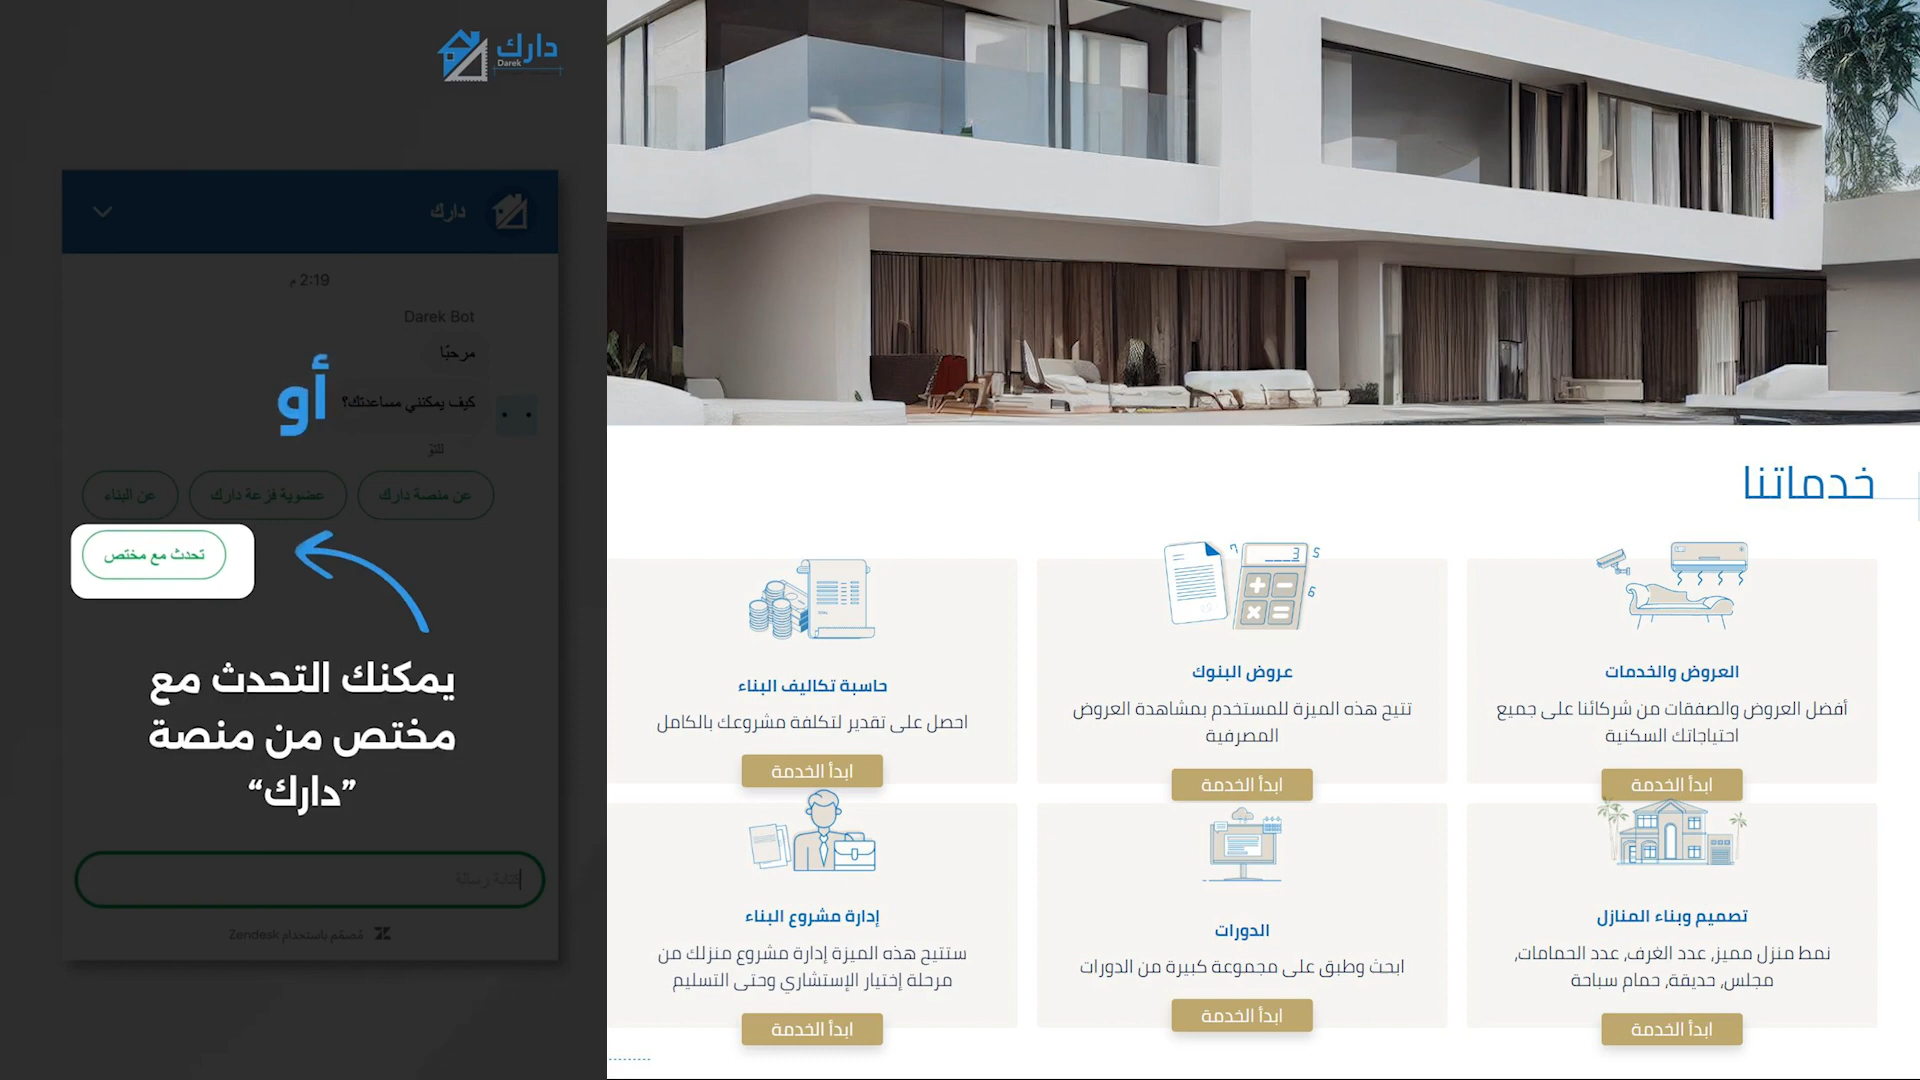 دارك
Darek
دارك
2:19 م
Darek Bot
مرحبًا
كيف يمكنني مساعدتك؟
أو
للتوّ
عن منصة دارك
عضوية فزعة دارك
عن البناء
تحدث مع مختص
يمكنك التحدث مع
مختص من منصة
”دارك“
كتابة رسالة
مُصمّم باستخدام Zendesk
خدماتنا
العروض والخدمات
أفضل العروض والصفقات من شركائنا على جميع
احتياجاتك السكنية
ابدأ الخدمة
عروض البنوك
تتيح هذه الميزة للمستخدم بمشاهدة العروض
المصرفية
ابدأ الخدمة
حاسبة تكاليف البناء
احصل على تقدير لتكلفة مشروعك بالكامل
ابدأ الخدمة
تصميم وبناء المنازل
نمط منزل مميز، عدد الغرف، عدد الحمامات،
مجلس، حديقة، حمام سباحة
ابدأ الخدمة
الدورات
ابحث وطبق على مجموعة كبيرة من الدورات
ابدأ الخدمة
إدارة مشروع البناء
ستتيح هذه الميزة إدارة مشروع منزلك من
مرحلة إختيار الإستشاري وحتى التسليم
ابدأ الخدمة